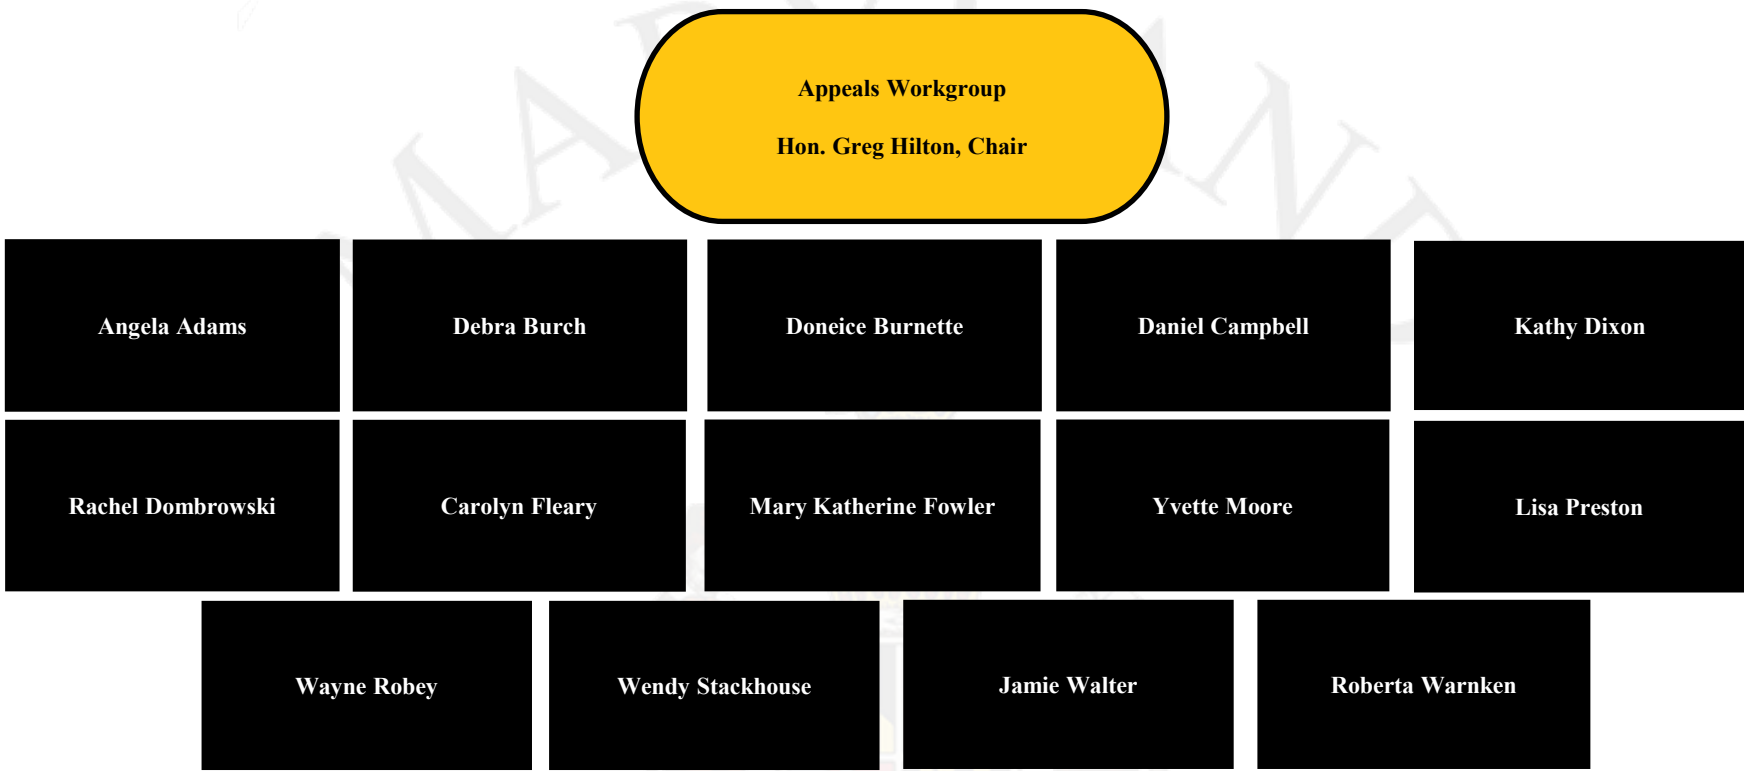 Appeals Workgroup
Hon. Greg Hilton, Chair
Angela Adams
Debra Burch
Doneice Burnette
Daniel Campbell
Kathy Dixon
Rachel Dombrowski
Carolyn Fleary
Mary Katherine Fowler
Yvette Moore
Lisa Preston
Wayne Robey
Wendy Stackhouse
Jamie Walter
Roberta Warnken